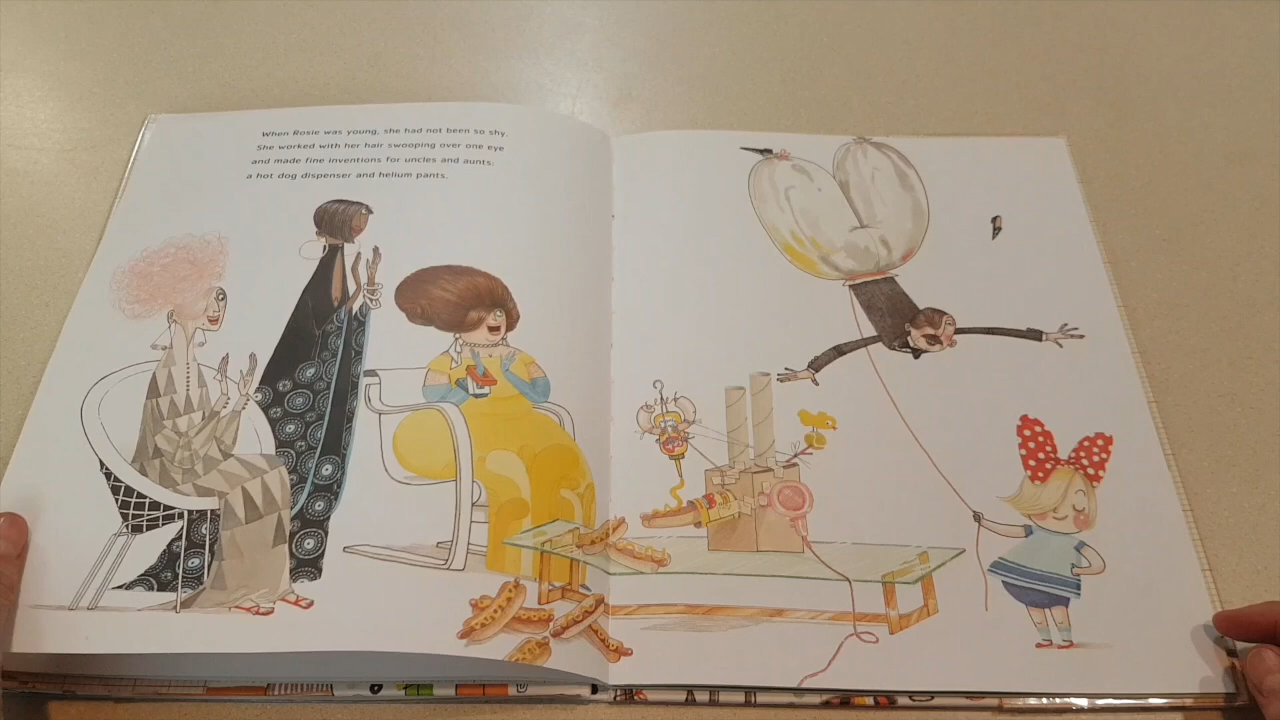 When Rosie was young, she had not been so shy.
She worked with her hair swooping over one eye
and made fine inventions for uncles and aunts:
a hot dog dispenser and helium pants.